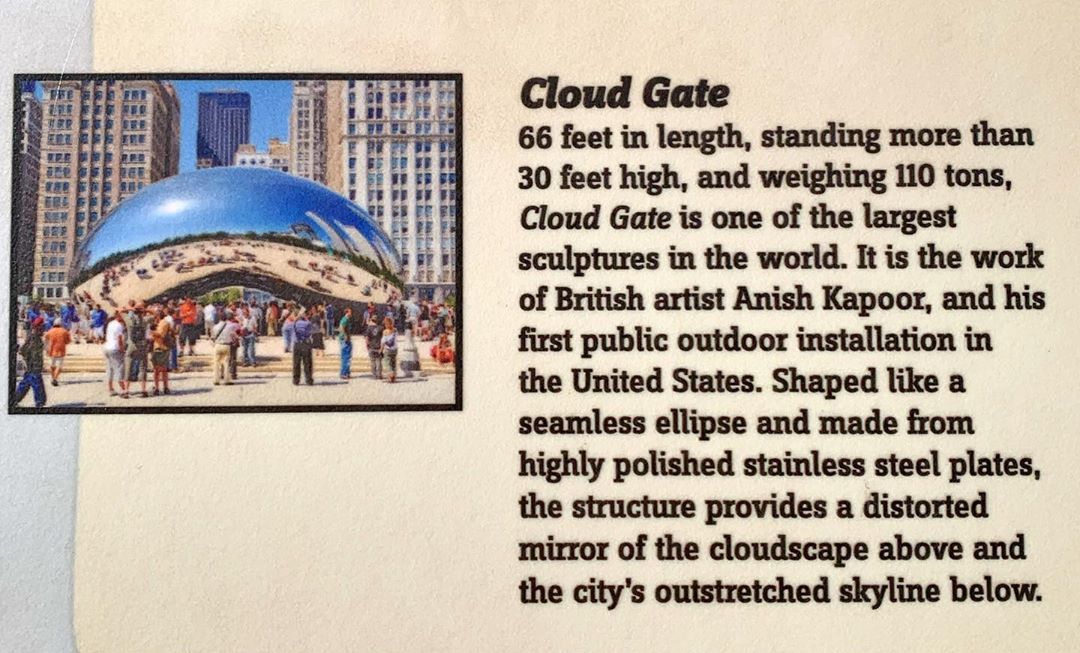 Cloud Gate
66 feet in length, standing more than
30 feet high, and weighing 110 tons,
Cloud Gate is one of the largest
sculptures in the world. It is the work
of British artist Anish Kapoor, and his
first public outdoor installation in
the United States. Shaped like a
seamless ellipse and made from
highly polished stainless steel plates,
the structure provides a distorted
mirror of the cloudscape above and
the city's outstretched skyline below.